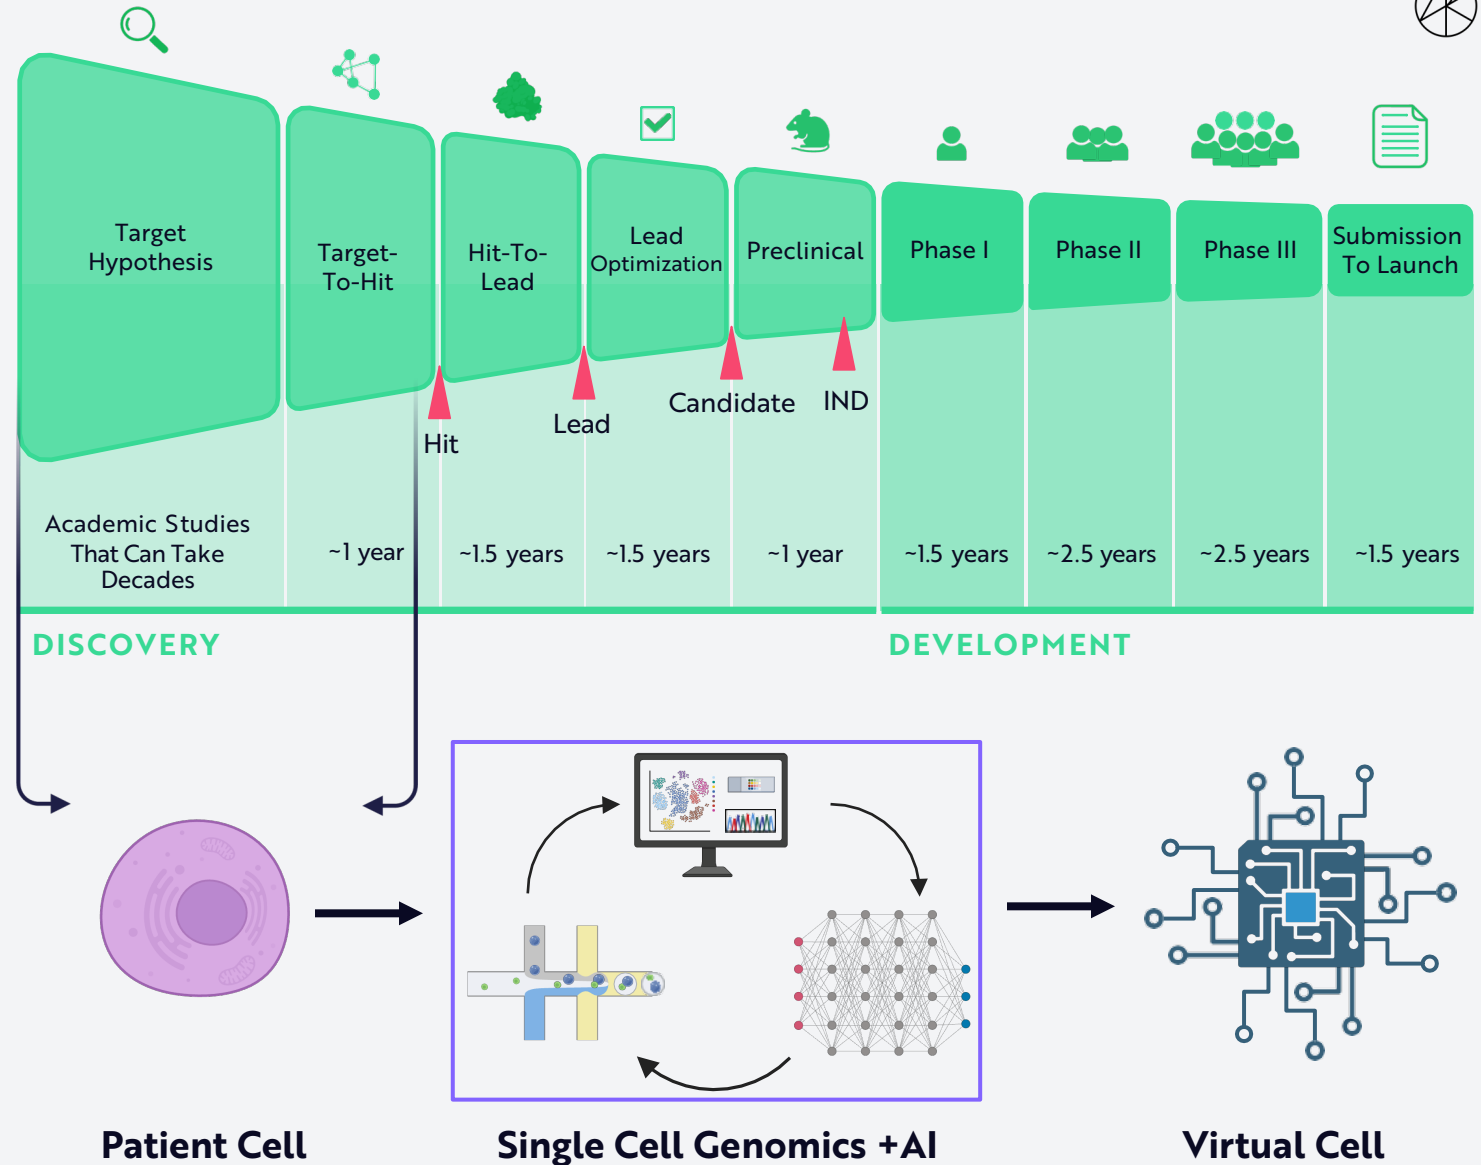 Target
Hypothesis
Target-
To-Hit
Hit-To-
Lead
Lead
Optimization
Preclinical
Phase I
Phase II
Phase III
Submission
To Launch
Hit
Lead
Candidate
IND
Academic Studies
That Can Take
Decades
~1 year
~1.5 years
~1.5 years
~1 year
~1.5 years
~2.5 years
~2.5 years
~1.5 years
DISCOVERY
DEVELOPMENT
Patient Cell
Single Cell Genomics +AI
Virtual Cell